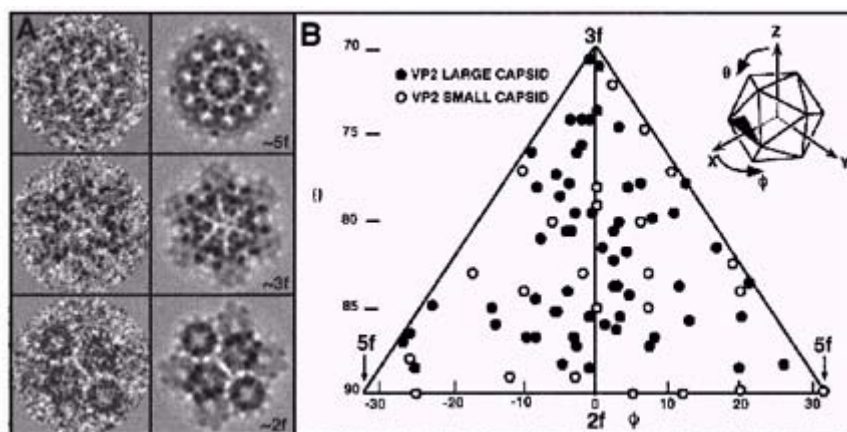 A
~5f
~3f
~2f
B
3f
● VP2 LARGE CAPSID
○ VP2 SMALL CAPSID
Z
θ
X
Y
ϕ
70
75
80
85
90
θ
5f
5f
-30
-20
-10
0
10
20
30
2f
ϕ